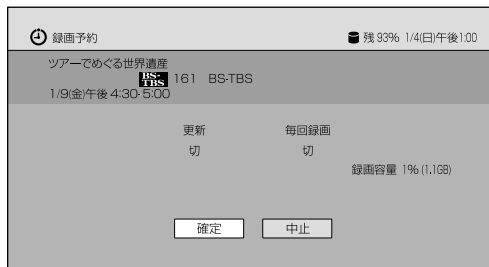 録画予約 残 93% 1/4(日)午後1:00
ツアーでめぐる世界遺産
BS-TBS 161 BS-TBS
1/9(金)午後 4:30-5:00
更新 毎回録画
切 切
録画容量 1% (1.1GB)
確定 中止